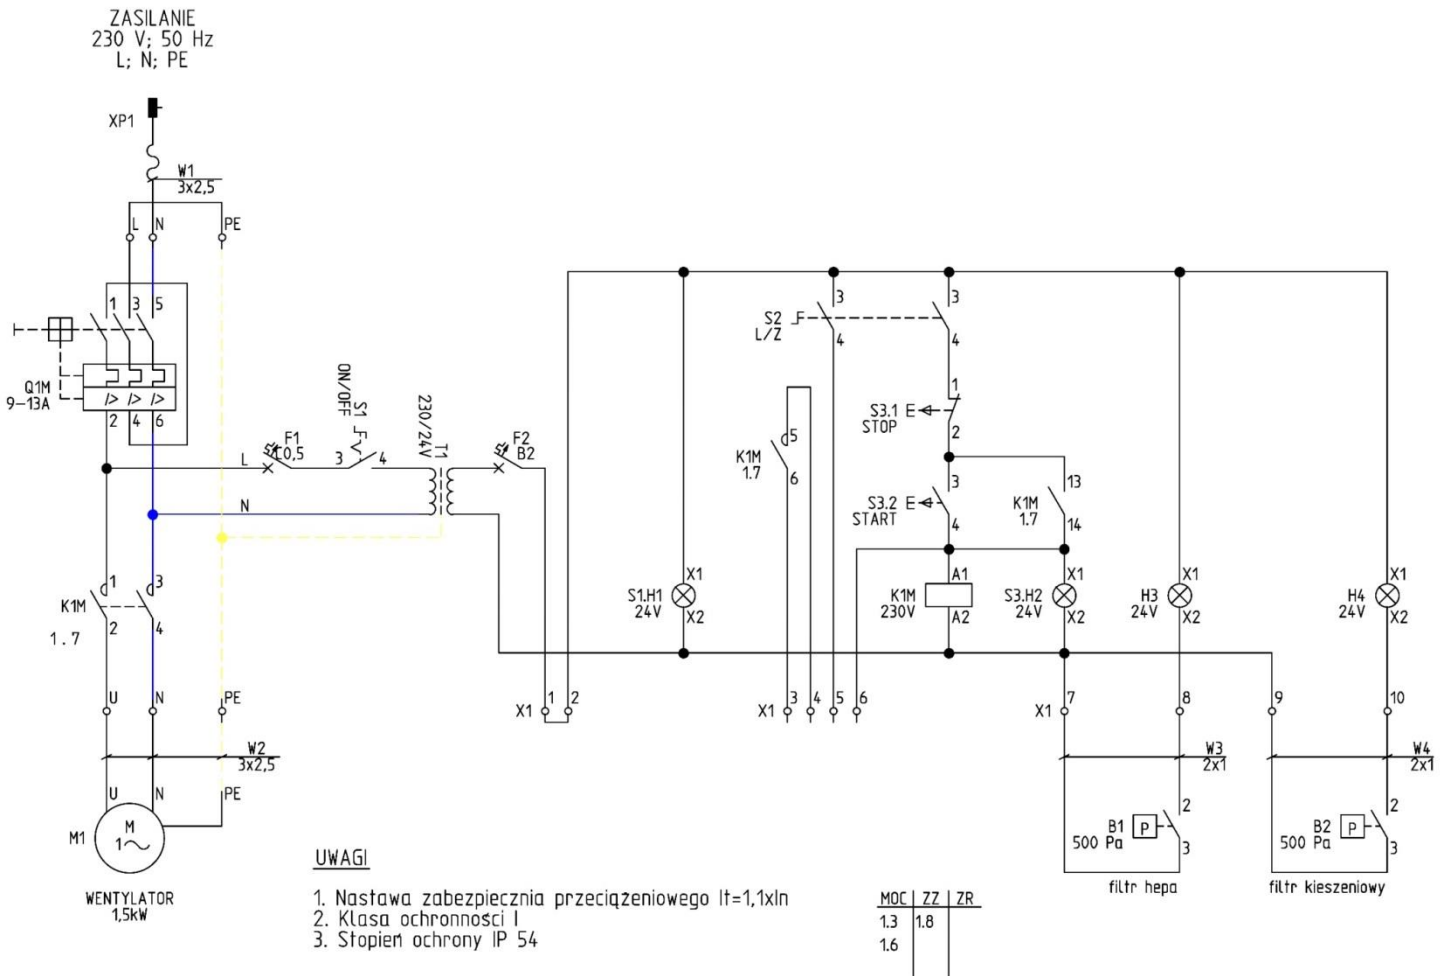 ZASILANIE
230 V; 50 Hz
L; N; PE
XP1
W1
3x2,5
L
N
PE
1
3
5
Q1M
9-13A
I>
I>
I>
2
4
6
L
F1
C0,5
ON/OFF
S1
3
4
230/24V
T1
F2
B2
N
K1M
1.7
1
3
2
4
U
N
PE
W2
3x2,5
U
N
PE
M1
M
1~
WENTYLATOR
1,5kW
S2
L/Z
3
4
3
4
S3.1
STOP
E
1
2
K1M
1.7
5
6
S3.2
START
E
3
4
K1M
1.7
13
14
S1.H1
24V
X1
X2
K1M
230V
A1
A2
S3.H2
24V
X1
X2
H3
24V
X1
X2
H4
24V
X1
X2
X1
1
2
X1
3
4
5
6
X1
7
8
9
10
W3
2x1
W4
2x1
B1
500 Pa
P
2
3
filtr hepa
B2
500 Pa
P
2
3
filtr kieszeniowy
UWAGI
1. Nastawa zabezpiecznia przeciążeniowego It=1,1xIn
2. Klasa ochronności I
3. Stopień ochrony IP 54
MOC ZZ ZR
1.3 1.8
1.6